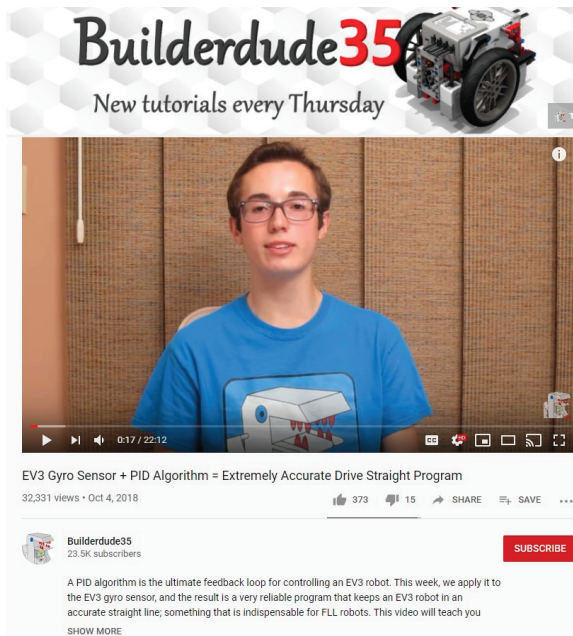 Builderdude35
New tutorials every Thursday
0:17 / 22:12
CC
HD
EV3 Gyro Sensor + PID Algorithm = Extremely Accurate Drive Straight Program
32,331 views • Oct 4, 2018
373
15
SHARE
SAVE
Builderdude35
23.5K subscribers
SUBSCRIBE
A PID algorithm is the ultimate feedback loop for controlling an EV3 robot. This week, we apply it to
the EV3 gyro sensor, and the result is a very reliable program that keeps an EV3 robot in an
accurate straight line; something that is indispensable for FLL robots. This video will teach you
SHOW MORE